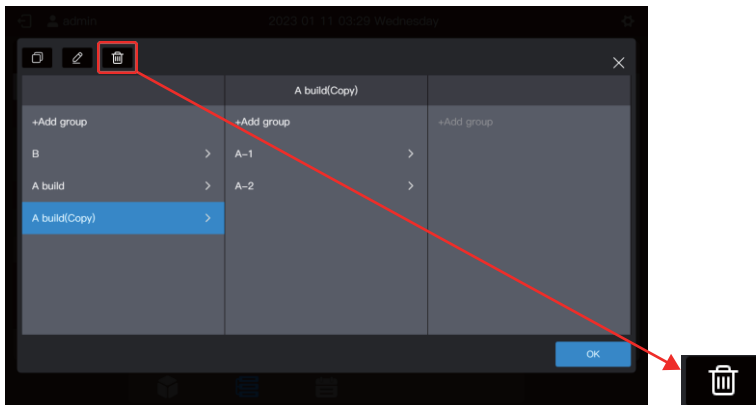 admin
2023 01 11 03:29 Wednesday
A build(Copy)
+Add group
+Add group
+Add group
B
A-1
A build
A-2
A build(Copy)
OK